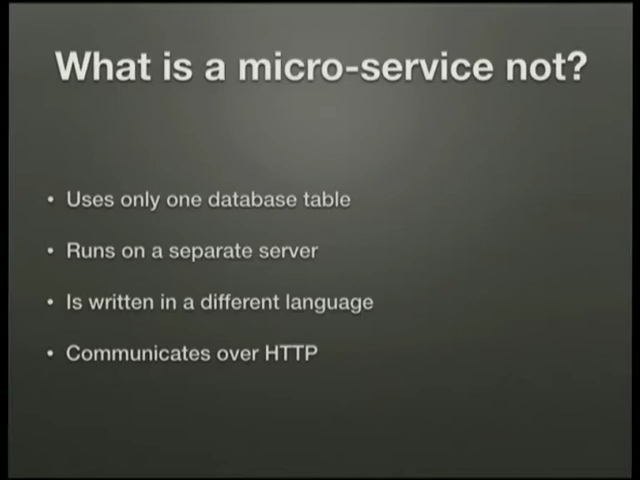 What is a micro-service not?
• Uses only one database table
• Runs on a separate server
• Is written in a different language
• Communicates over HTTP